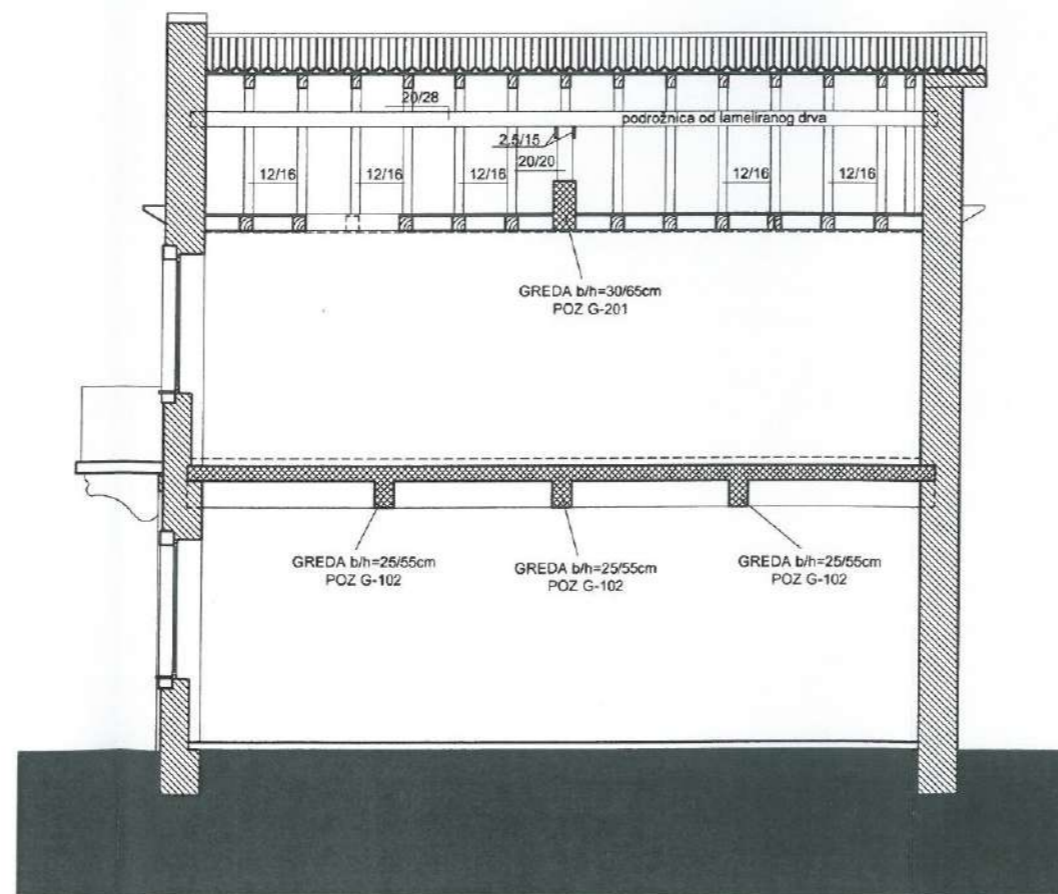 20/28
podrožnica od lameliranog drva
2.5/15
20/20
12/16
12/16
12/16
12/16
12/16
GREDA b/h=30/65cm
POZ G-201
GREDA b/h=25/55cm
POZ G-102
GREDA b/h=25/55cm
POZ G-102
GREDA b/h=25/55cm
POZ G-102